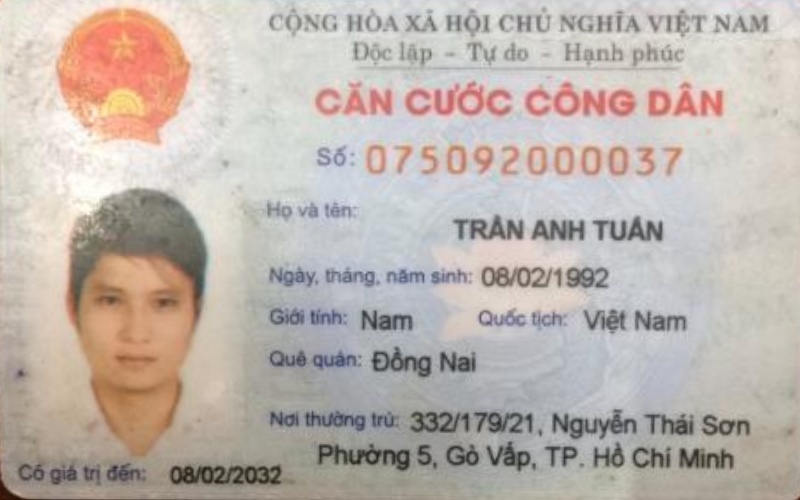 CỘNG HÒA XÃ HỘI CHỦ NGHĨA VIỆT NAM
Độc lập - Tự do - Hạnh phúc
CĂN CƯỚC CÔNG DÂN
Số: 075092000037
Họ và tên:
TRẦN ANH TUẤN
Ngày, tháng, năm sinh: 08/02/1992
Giới tính: Nam Quốc tịch: Việt Nam
Quê quán: Đồng Nai
Nơi thường trú: 332/179/21, Nguyễn Thái Sơn
Phường 5, Gò Vấp, TP. Hồ Chí Minh
Có giá trị đến: 08/02/2032